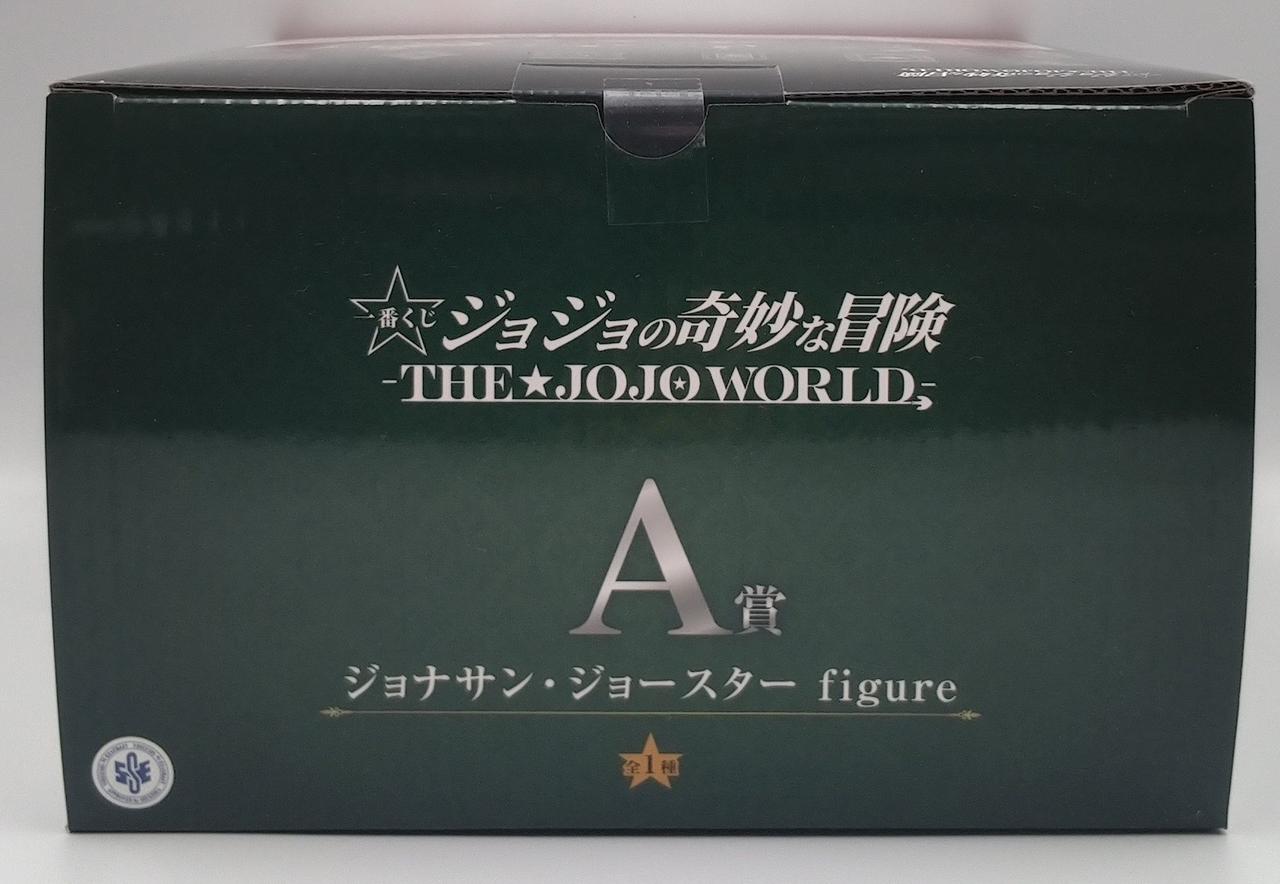 一番くじ ジョジョの奇妙な冒険
-THE★JOJO WORLD-
A賞
ジョナサン・ジョースター figure
全1種